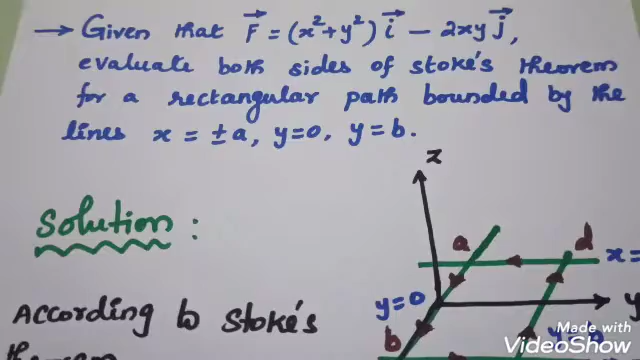 → Given that F⃗ = (x² + y²) i⃗ − 2xy j⃗,
evaluate both sides of Stoke's theorem
for a rectangular path bounded by the
lines x = ±a, y=0, y=b.
z
Solution :
a
d
x=
y=0
y
According to Stoke's
b
y=b
theorem
Made with
VideoShow